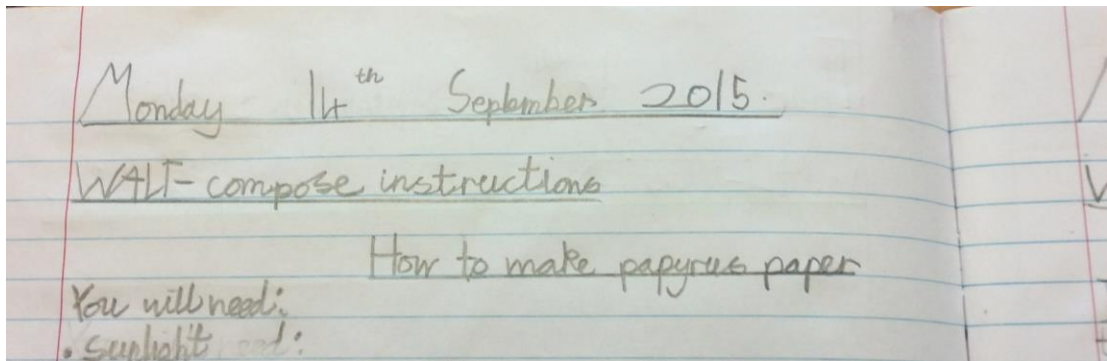 Monday 14th September 2015.
WALT- compose instructions
How to make papyrus paper
You will need:
• Sunlight